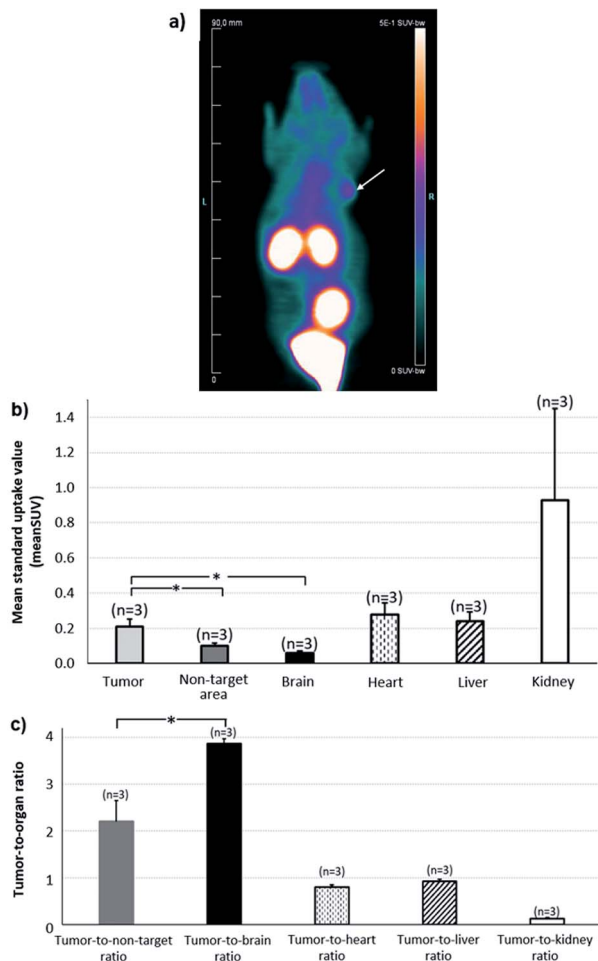 a)
90,0 mm
5E-1 SUV-bw
L
R
0
0 SUV-bw
b)
Mean standard uptake value
(meanSUV)
1.4
1.2
1.0
0.8
0.6
0.4
0.2
0.0
(n=3)
(n=3)
(n=3)
(n=3)
(n=3)
(n=3)
*
*
Tumor
Non-target
area
Brain
Heart
Liver
Kidney
c)
Tumor-to-organ ratio
4
3
2
1
0
*
(n=3)
(n=3)
(n=3)
(n=3)
(n=3)
Tumor-to-non-target
ratio
Tumor-to-brain
ratio
Tumor-to-heart
ratio
Tumor-to-liver
ratio
Tumor-to-kidney
ratio